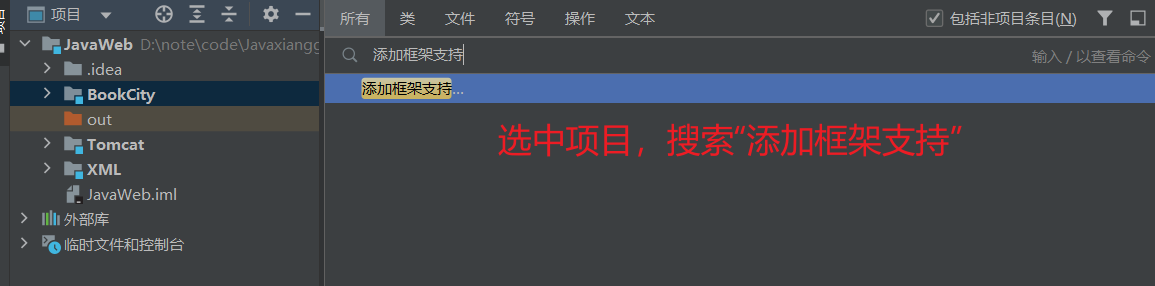 项目
所有 类 文件 符号 操作 文本
包括非项目条目(N)
JavaWeb D:\note\code\Javaxiangg
添加框架支持
输入 / 以查看命令
.idea
添加框架支持...
BookCity
out
选中项目，搜索“添加框架支持”
Tomcat
XML
JavaWeb.iml
外部库
临时文件和控制台